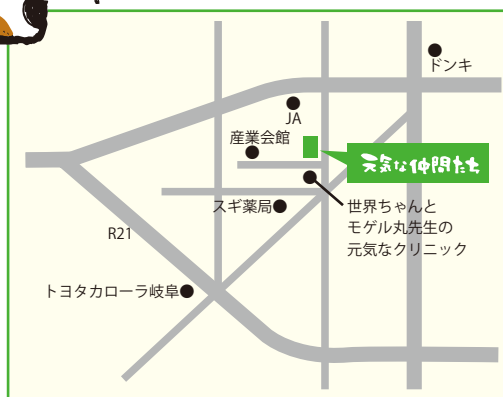 ドンキ
JA
産業会館
元気な仲間たち
スギ薬局
世界ちゃんと
モゲル丸先生の
元気なクリニック
R21
トヨタカローラ岐阜